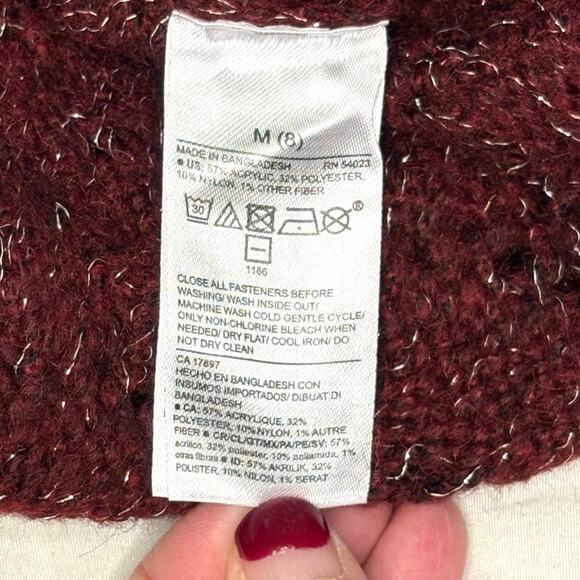 M (8)
MADE IN BANGLADESH RN 54023
● US: 57% ACRYLIC, 32% POLYESTER,
10% NYLON, 1% OTHER FIBER
30 ®
1186
CLOSE ALL FASTENERS BEFORE
WASHING/ WASH INSIDE OUT/
MACHINE WASH COLD GENTLE CYCLE/
ONLY NON-CHLORINE BLEACH WHEN
NEEDED/ DRY FLAT/ COOL IRON/ DO
NOT DRY CLEAN
CA 17897
HECHO EN BANGLADESH CON
INSUMOS IMPORTADOS/ DIBUAT DI
BANGLADESH
● CA: 57% ACRYLIQUE, 32%
POLYESTER, 10% NYLON, 1% AUTRE
FIBER ● CR/CL/GT/MX/PA/PE/SV: 57%
acrílico, 32% poliester, 10% poliamida, 1%
otras fibras ● ID: 57% AKRILIK, 32%
POLISTER, 10% NILON, 1% SERAT